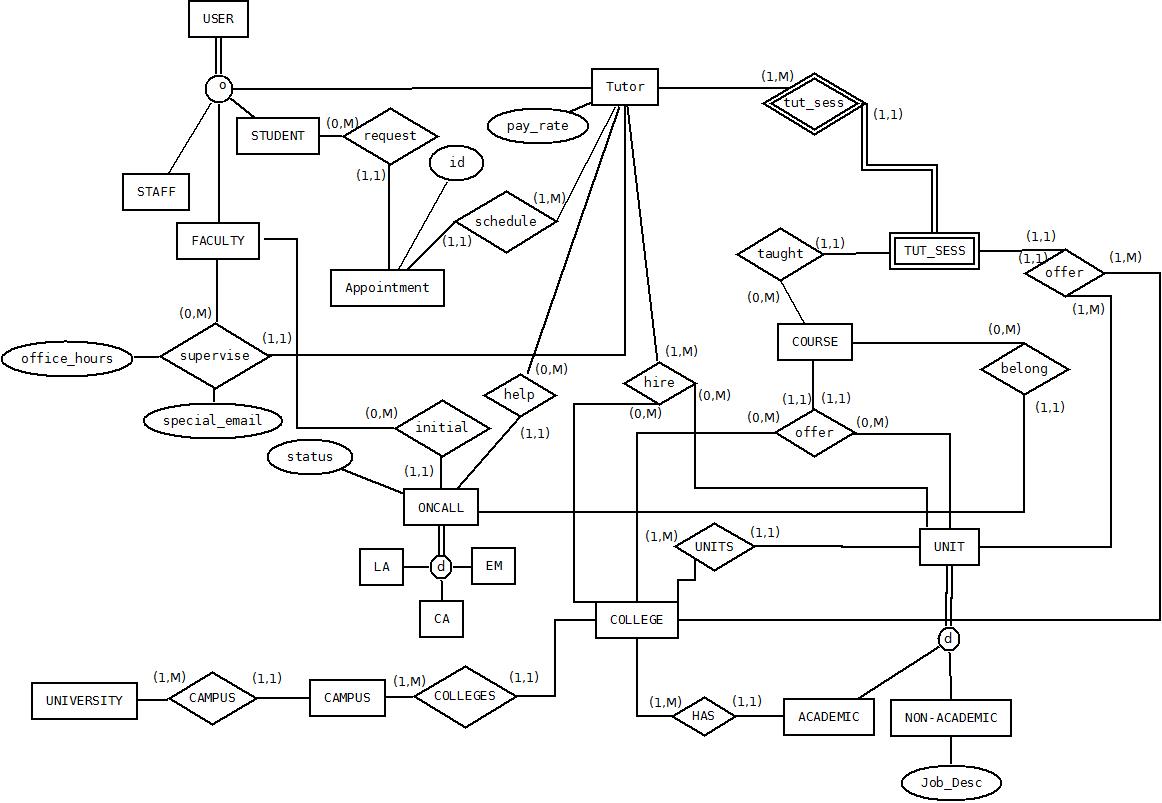 USER
o
Tutor
(1,M)
tut_sess
(1,1)
pay_rate
STUDENT
(0,M)
request
id
(1,1)
STAFF
(1,M)
schedule
(1,1)
FACULTY
Appointment
taught
(1,1)
TUT_SESS
(1,1)
(1,1)
offer
(1,M)
(0,M)
(1,M)
(0,M)
(1,1)
COURSE
(0,M)
office_hours
supervise
(1,M)
belong
(0,M)
help
hire
(0,M)
(1,1)
(1,1)
(1,1)
special_email
(0,M)
initial
(1,1)
(0,M)
(0,M)
offer
(0,M)
status
(1,1)
ONCALL
(1,M)
UNITS
(1,1)
UNIT
LA
d
EM
CA
COLLEGE
d
UNIVERSITY
(1,M)
CAMPUS
(1,1)
CAMPUS
(1,M)
COLLEGES
(1,1)
(1,M)
HAS
(1,1)
ACADEMIC
NON-ACADEMIC
Job_Desc